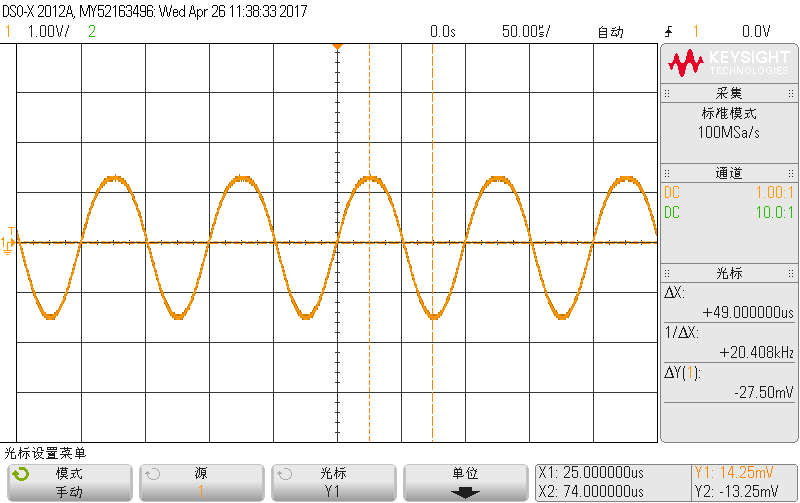 DSO-X 2012A, MY52163496: Wed Apr 26 11:38:33 2017
1 1.00V/ 2 0.0s 50.00us/ 自动 1 0.0V
KEYSIGHT
TECHNOLOGIES
采集
标准模式
100MSa/s
通道
DC 1.00:1
DC 10.0:1
光标
ΔX:
+49.000000us
1/ΔX:
+20.408kHz
ΔY(1):
-27.50mV
T
1
光标设置菜单
模式
手动
源
1
光标
Y1
单位
X1: 25.000000us
X2: 74.000000us
Y1: 14.25mV
Y2: -13.25mV